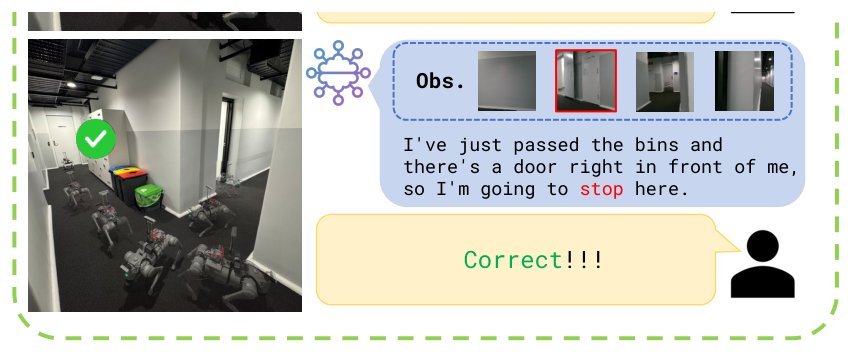 Obs.
I've just passed the bins and
there's a door right in front of me,
so I'm going to stop here.
Correct!!!